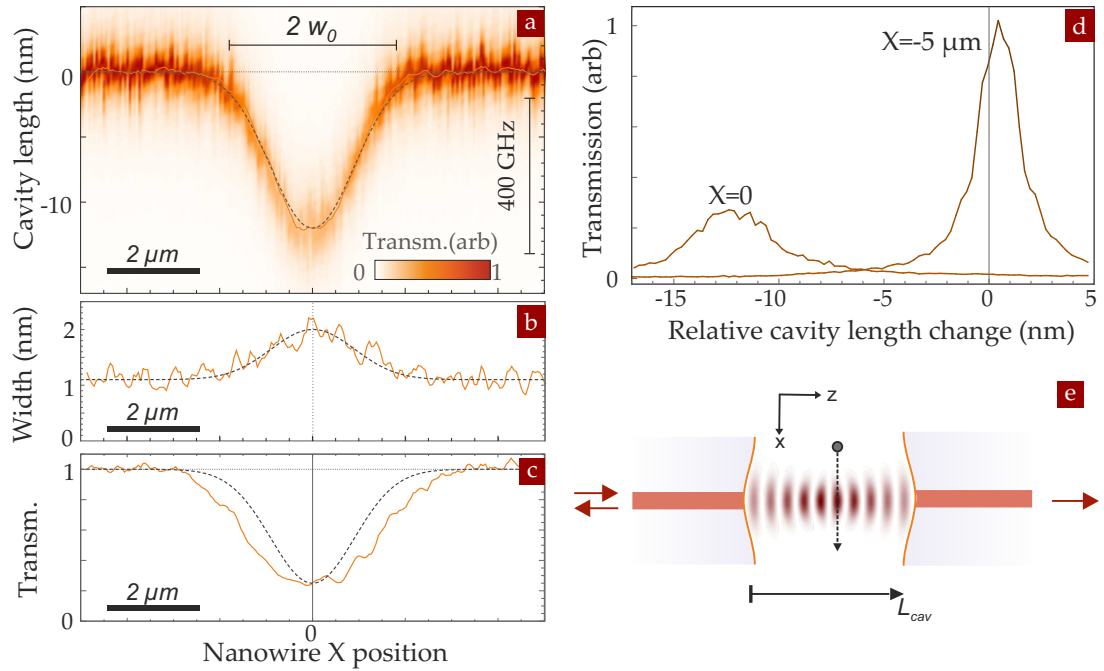 a
2 w0
Cavity length (nm)
0
-10
400 GHz
Transm.(arb)
0
1
2 µm
b
Width (nm)
2
1
0
2 µm
c
Transm.
1
0
2 µm
0
Nanowire X position
d
Transmission (arb)
1
0
X=-5 µm
X=0
-15
-10
-5
0
5
Relative cavity length change (nm)
e
z
x
Lcav